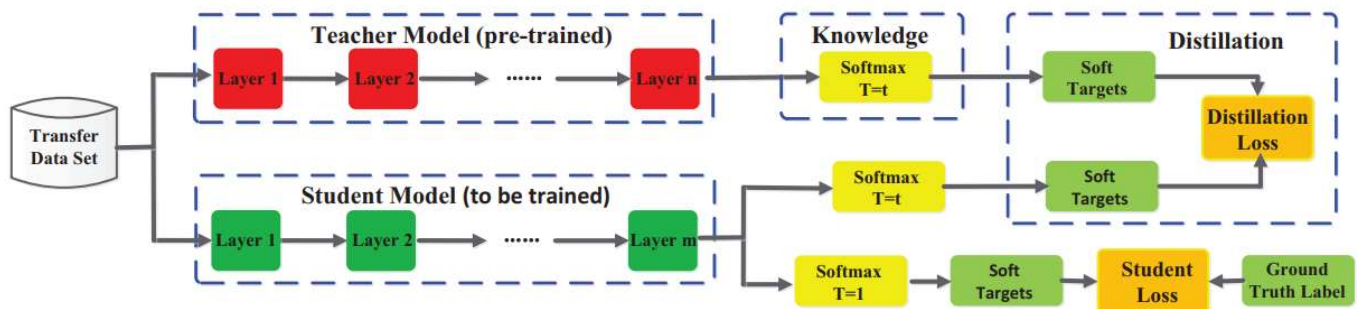 Teacher Model (pre-trained)
Knowledge
Distillation
Layer 1
Layer 2
......
Layer n
Softmax
T=t
Soft
Targets
Distillation
Loss
Transfer
Data Set
Student Model (to be trained)
Layer 1
Layer 2
......
Layer m
Softmax
T=t
Soft
Targets
Softmax
T=1
Soft
Targets
Student
Loss
Ground
Truth Label